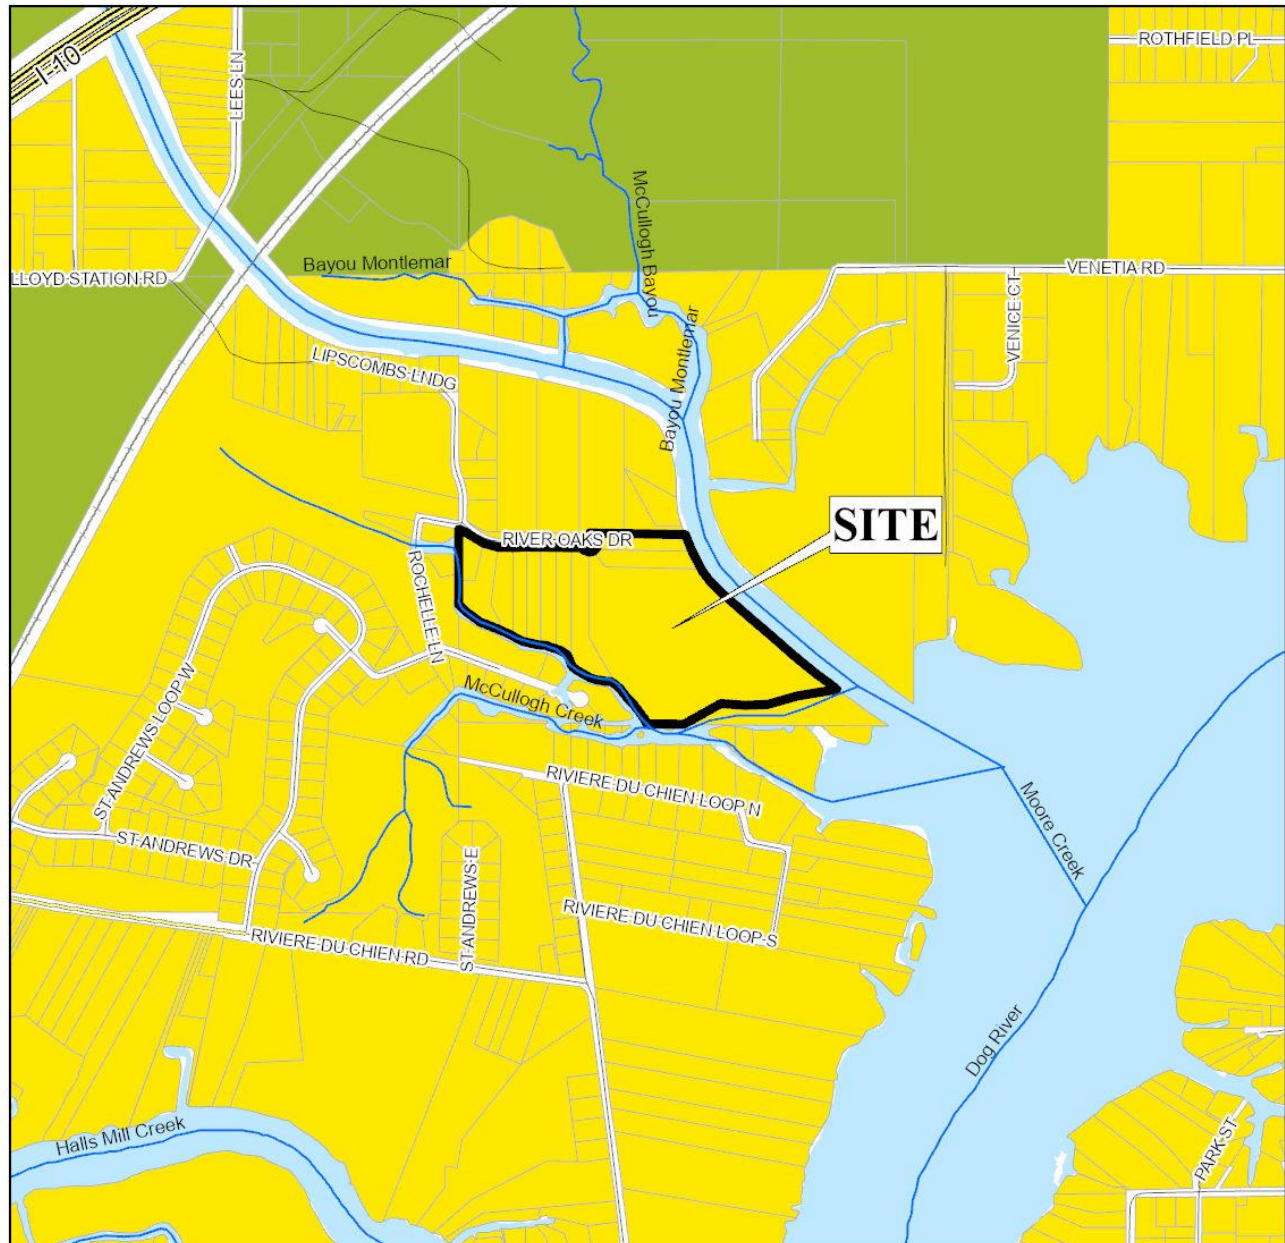 I-10
LEES LN
ROTHFIELD PL
McCullogh Bayou
Bayou Montlemar
LLOYD STATION RD
VENETIA RD
VENICE CT
LIPSCOMBS LNDG
Bayou Montlemar
SITE
RIVER OAKS DR
ROCHELLE LN
McCullogh Creek
ST ANDREWS LOOP W
RIVIERE DU CHIEN LOOP N
Moore Creek
ST ANDREWS DR
ST ANDREWS E
RIVIERE DU CHIEN LOOP S
RIVIERE DU CHIEN RD
Dog River
Halls Mill Creek
PARK ST